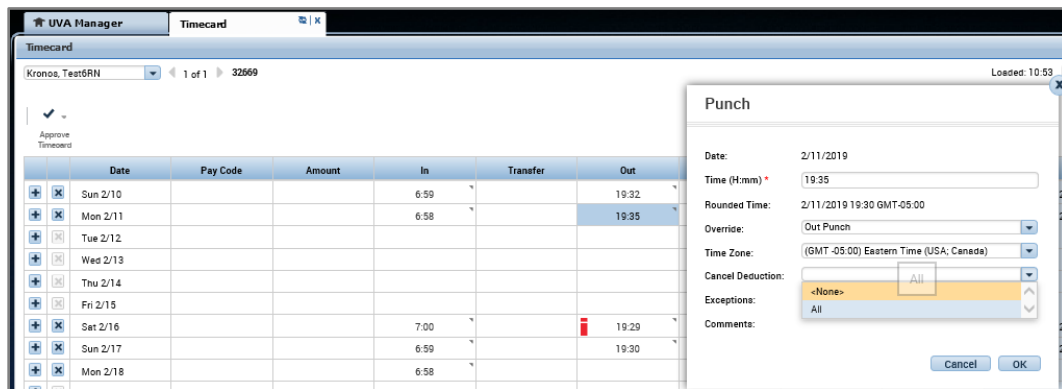 UVA Manager Timecard x
Timecard
Kronos, Test6RN 1 of 1 32669 Loaded: 10:53
Approve
Timecard
Date Pay Code Amount In Transfer Out
Sun 2/10 6:59 19:32
Mon 2/11 6:58 19:35
Tue 2/12
Wed 2/13
Thu 2/14
Fri 2/15
Sat 2/16 7:00 19:29
Sun 2/17 6:59 19:30
Mon 2/18 6:58
X
Punch
Date: 2/11/2019
Time (H:mm) * 19:35
Rounded Time: 2/11/2019 19:30 GMT-05:00
Override: Out Punch
Time Zone: (GMT -05:00) Eastern Time (USA; Canada)
Cancel Deduction: All
<None>
Exceptions: All
Comments:
Cancel OK